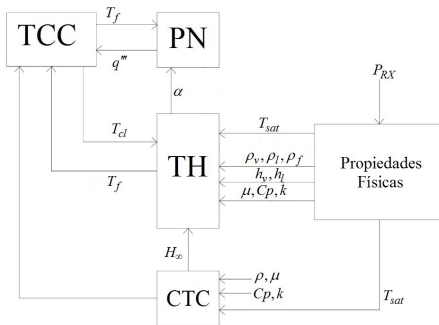 TCC
T_f
PN
q'''
α
P_RX
T_cl
TH
T_sat
ρ_v, ρ_l, ρ_f
h_v, h_l
μ, Cp, k
Propiedades
Físicas
T_f
H_∞
CTC
ρ, μ
Cp, k
T_sat